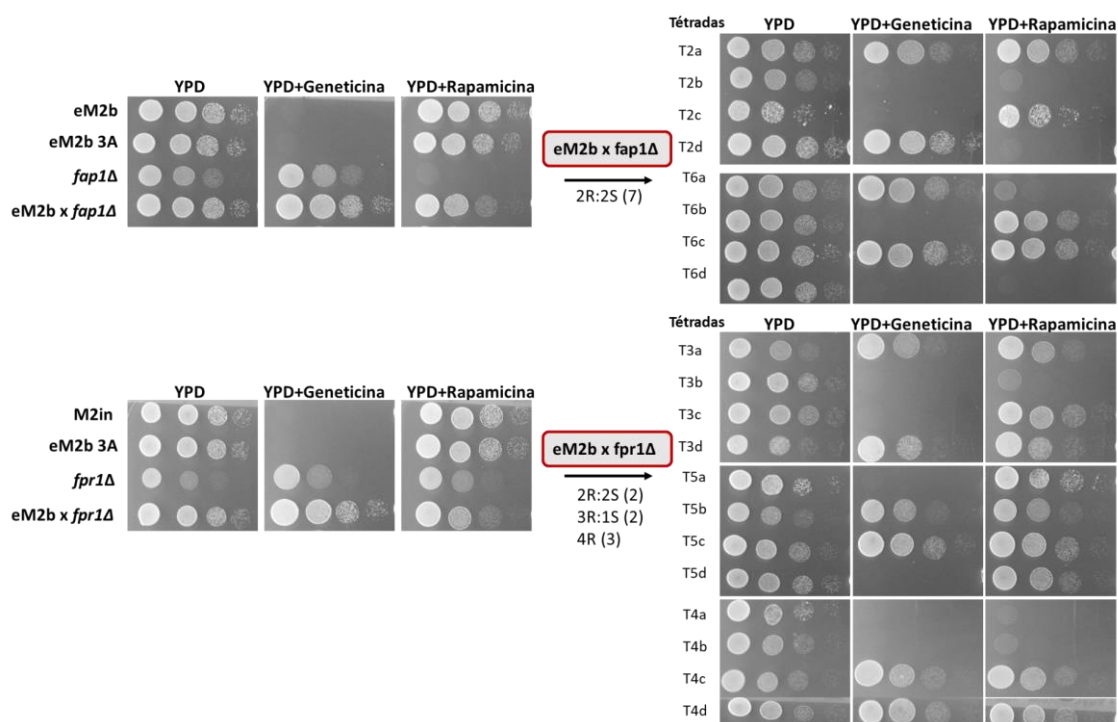 YPD YPD+Geneticina YPD+Rapamicina
eM2b
eM2b 3A
fap1Δ
eM2b x fap1Δ
eM2b x fap1Δ
2R:2S (7)
Tétradas YPD YPD+Geneticina YPD+Rapamicina
T2a
T2b
T2c
T2d
T6a
T6b
T6c
T6d
YPD YPD+Geneticina YPD+Rapamicina
M2in
eM2b 3A
fpr1Δ
eM2b x fpr1Δ
eM2b x fpr1Δ
2R:2S (2)
3R:1S (2)
4R (3)
Tétradas YPD YPD+Geneticina YPD+Rapamicina
T3a
T3b
T3c
T3d
T5a
T5b
T5c
T5d
T4a
T4b
T4c
T4d